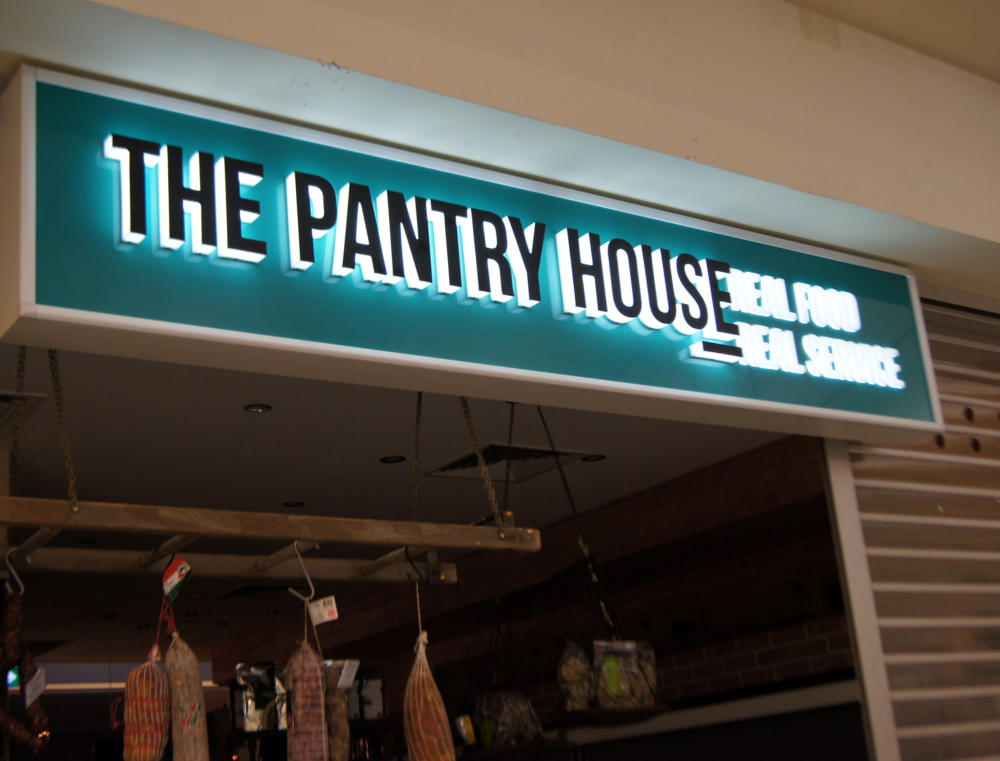 THE PANTRY HOUSE
REAL FOOD
REAL SERVICE